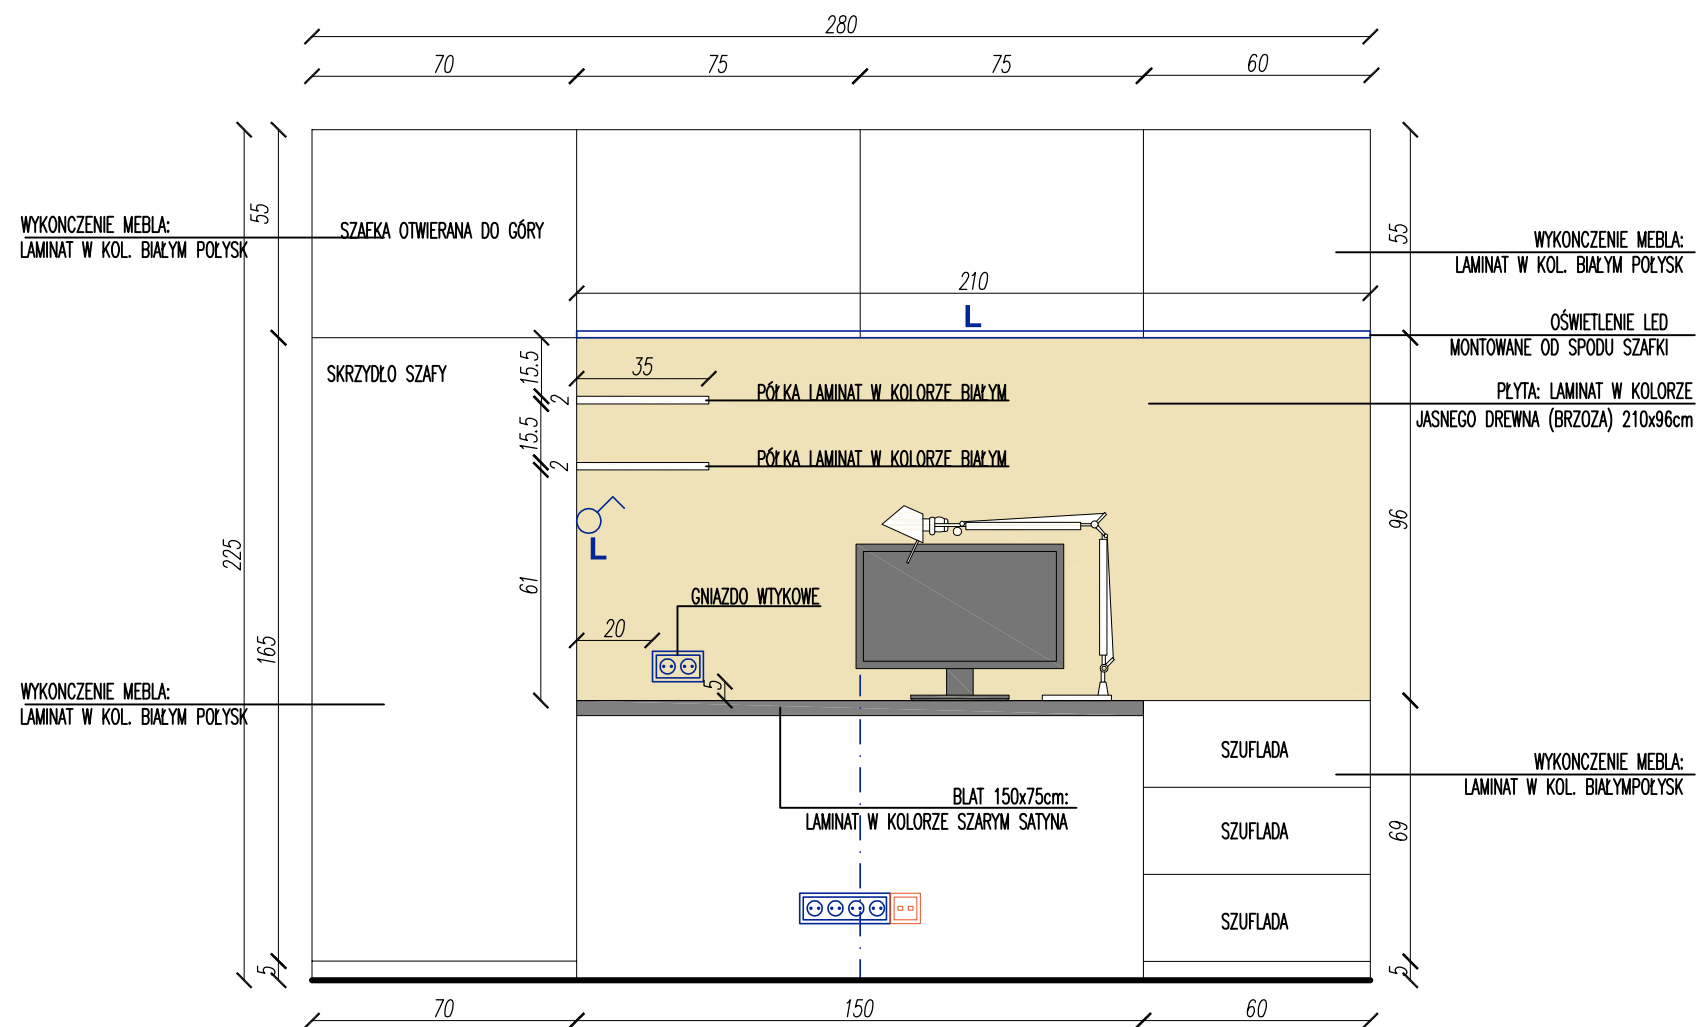 280
70
75
75
60
WYKONCZENIE MEBLA:
LAMINAT W KOL. BIAŁYM POŁYSK
55
SZAFKA OTWIERANA DO GÓRY
55
WYKONCZENIE MEBLA:
LAMINAT W KOL. BIAŁYM POŁYSK
210
L
OŚWIETLENIE LED
MONTOWANE OD SPODU SZAFKI
SKRZYDŁO SZAFY
15.5
35
2
PÓŁKA LAMINAT W KOLORZE BIAŁYM
PŁYTA: LAMINAT W KOLORZE
JASNEGO DREWNA (BRZOZA) 210x96cm
15.5
2
PÓŁKA LAMINAT W KOLORZE BIAŁYM
96
L
225
61
GNIAZDO WTYKOWE
20
165
5
WYKONCZENIE MEBLA:
LAMINAT W KOL. BIAŁYM POŁYSK
SZUFLADA
WYKONCZENIE MEBLA:
LAMINAT W KOL. BIAŁYMPOŁYSK
BLAT 150x75cm:
LAMINAT W KOLORZE SZARYM SATYNA
SZUFLADA
69
SZUFLADA
5
5
70
150
60